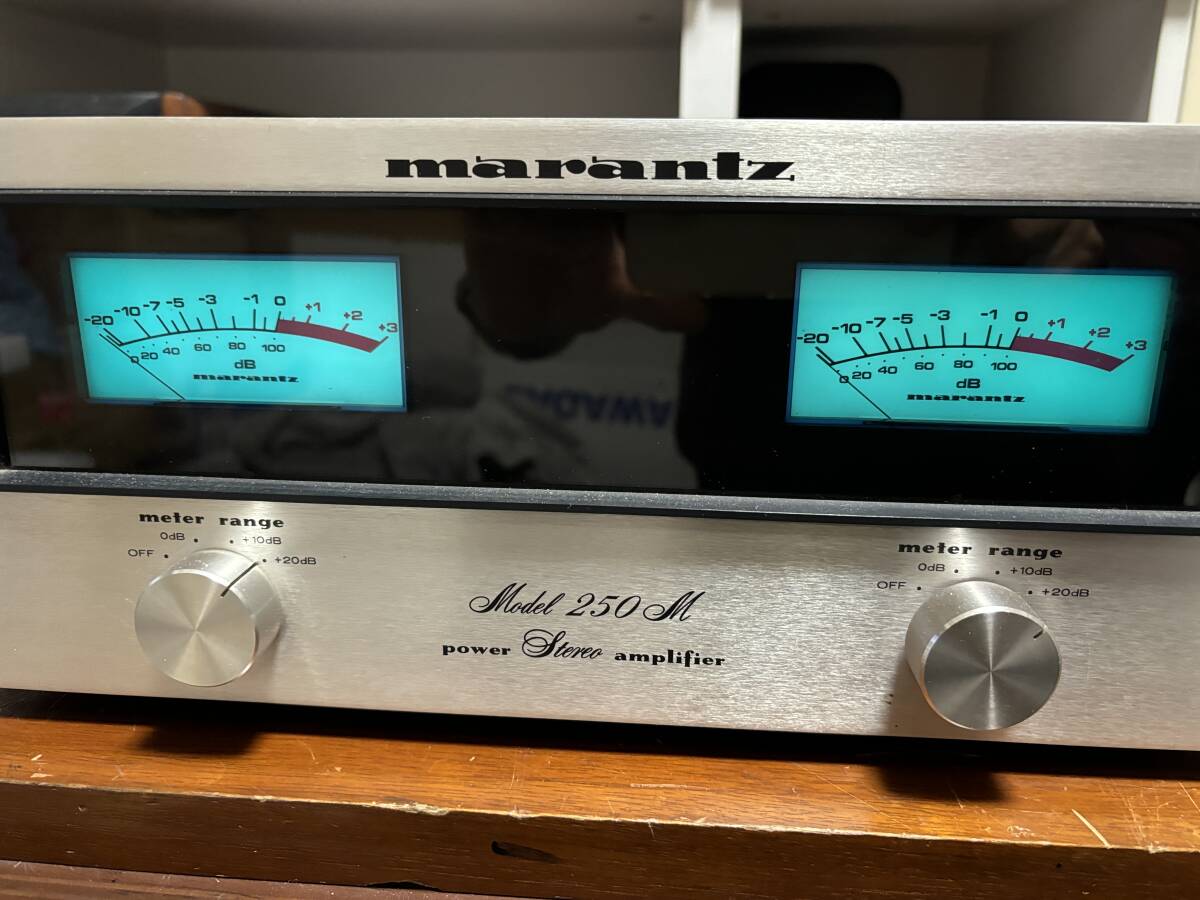 marantz
-20 -10 -7 -5 -3 -1 0 +1 +2 +3
0 20 40 60 80 100
dB
marantz
-20 -10 -7 -5 -3 -1 0 +1 +2 +3
0 20 40 60 80 100
dB
marantz
meter range
OFF 0dB +10dB +20dB
Model 250 M
power Stereo amplifier
meter range
OFF 0dB +10dB +20dB